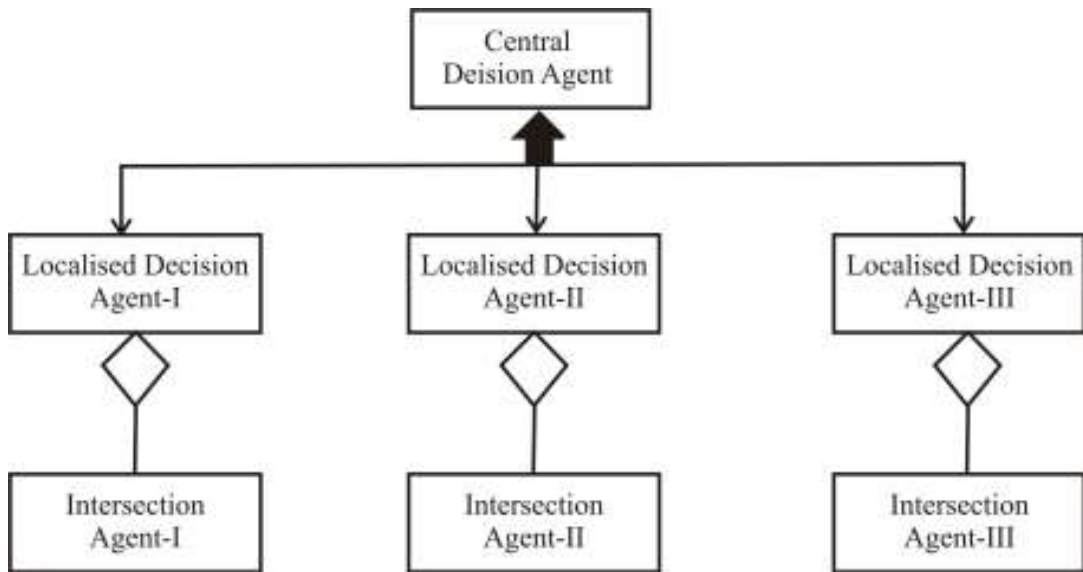 Central
Deision Agent
Localised Decision
Agent-I
Localised Decision
Agent-II
Localised Decision
Agent-III
Intersection
Agent-I
Intersection
Agent-II
Intersection
Agent-III